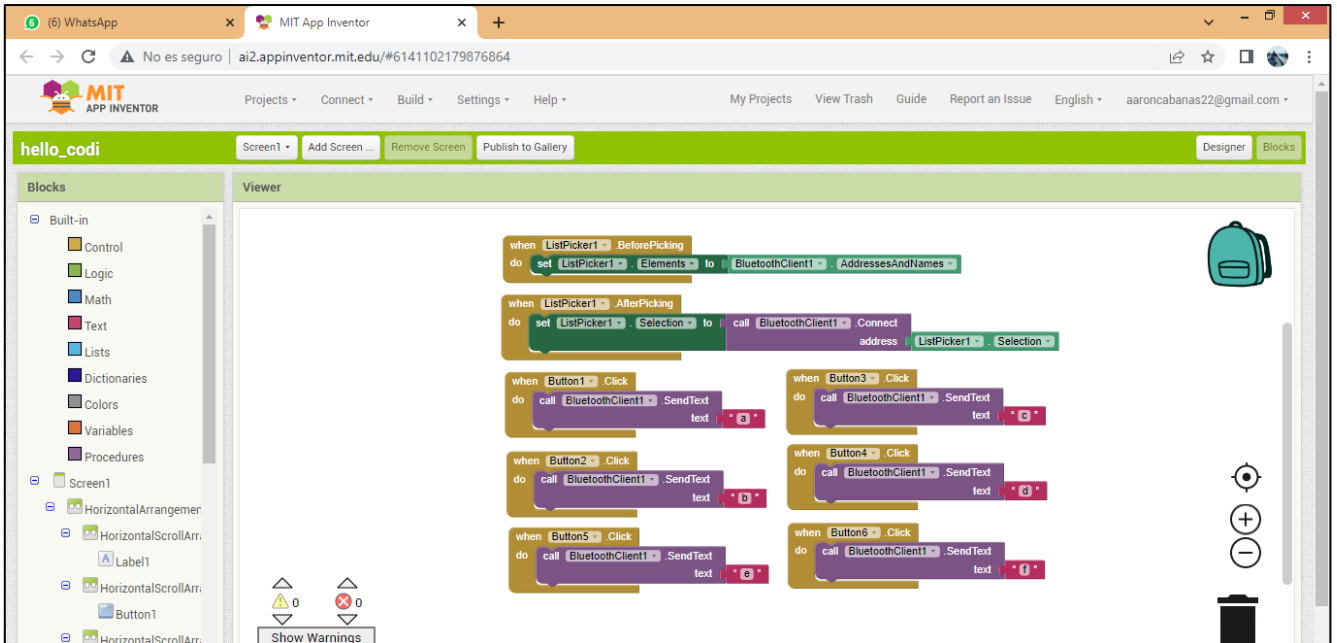 6 (6) WhatsApp MIT App Inventor
No es seguro ai2.appinventor.mit.edu/#6141102179876864
MIT APP INVENTOR Projects Connect Build Settings Help My Projects View Trash Guide Report an Issue English aaroncabanas22@gmail.com
hello_codi Screen1 Add Screen ... Remove Screen Publish to Gallery Designer Blocks
Blocks
Built-in
Control
Logic
Math
Text
Lists
Dictionaries
Colors
Variables
Procedures
Screen1
HorizontalArrangemen
HorizontalScrollArr
Label1
HorizontalScrollArr
Button1
HorizontalScrollArr
Viewer
when ListPicker1 .BeforePicking
do set ListPicker1 . Elements to BluetoothClient1 . AddressesAndNames
when ListPicker1 .AfterPicking
do set ListPicker1 . Selection to call BluetoothClient1 .Connect
address ListPicker1 . Selection
when Button1 .Click
do call BluetoothClient1 .SendText
text " a "
when Button3 .Click
do call BluetoothClient1 .SendText
text " c "
when Button2 .Click
do call BluetoothClient1 .SendText
text " b "
when Button4 .Click
do call BluetoothClient1 .SendText
text " d "
when Button5 .Click
do call BluetoothClient1 .SendText
text " e "
when Button6 .Click
do call BluetoothClient1 .SendText
text " f "
0 0
Show Warnings